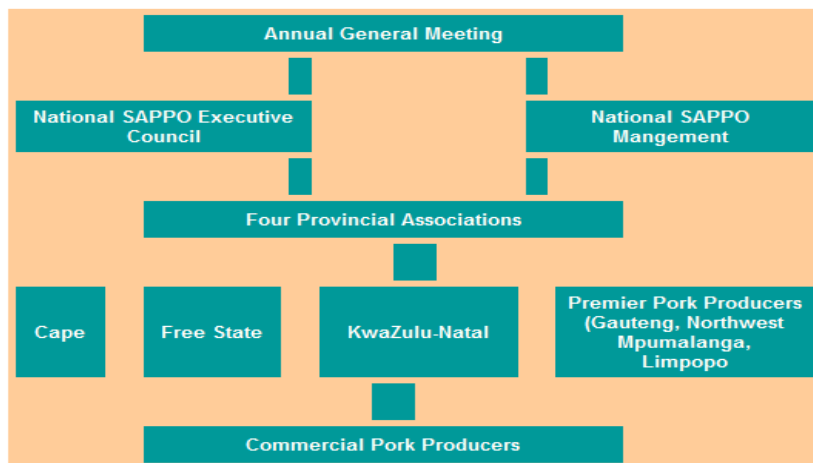 Annual General Meeting
National SAPPO Executive
Council
National SAPPO
Mangement
Four Provincial Associations
Cape
Free State
KwaZulu-Natal
Premier Pork Producers
(Gauteng, Northwest
Mpumalanga,
Limpopo
Commercial Pork Producers